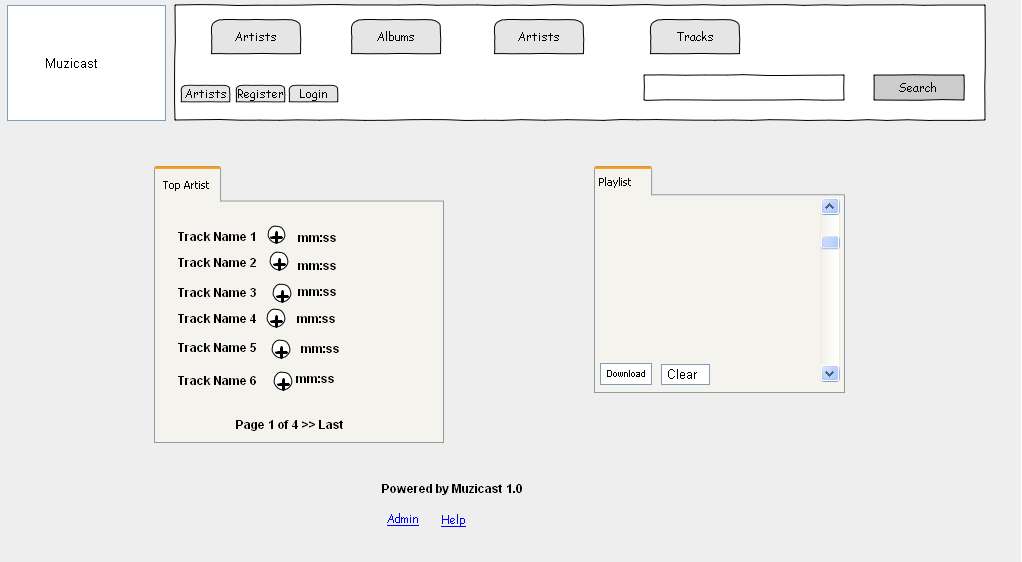 Muzicast
Artists Albums Artists Tracks
Artists Register Login Search
Top Artist
Track Name 1 mm:ss
Track Name 2 mm:ss
Track Name 3 mm:ss
Track Name 4 mm:ss
Track Name 5 mm:ss
Track Name 6 mm:ss
Page 1 of 4 >> Last
Playlist
Download Clear
Powered by Muzicast 1.0
Admin Help